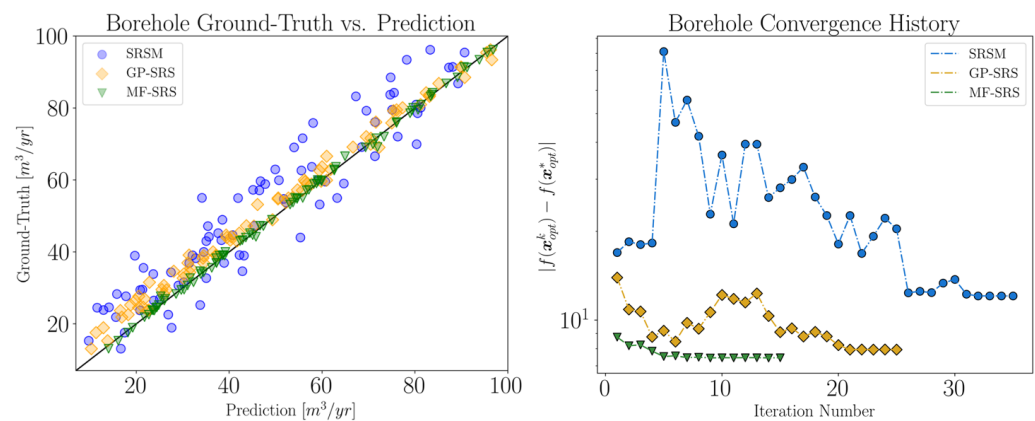 Borehole Ground-Truth vs. Prediction
100
80
60
40
20
Ground-Truth [m³/yr]
SRSM
GP-SRS
MF-SRS
20 40 60 80 100
Prediction [m³/yr]
Borehole Convergence History
|f(x^k_opt) − f(x^*_opt)|
10¹
SRSM
GP-SRS
MF-SRS
0 10 20 30
Iteration Number